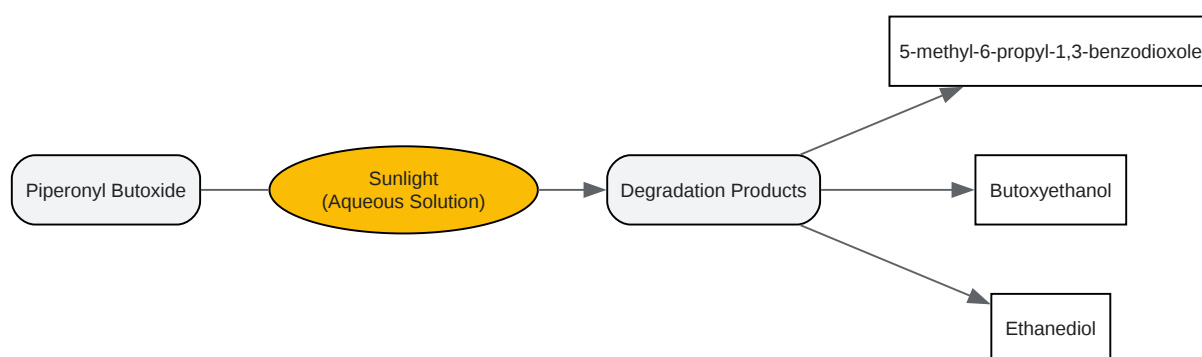 Piperonyl Butoxide
Sunlight
(Aqueous Solution)
Degradation Products
5-methyl-6-propyl-1,3-benzodioxole
Butoxyethanol
Ethanediol